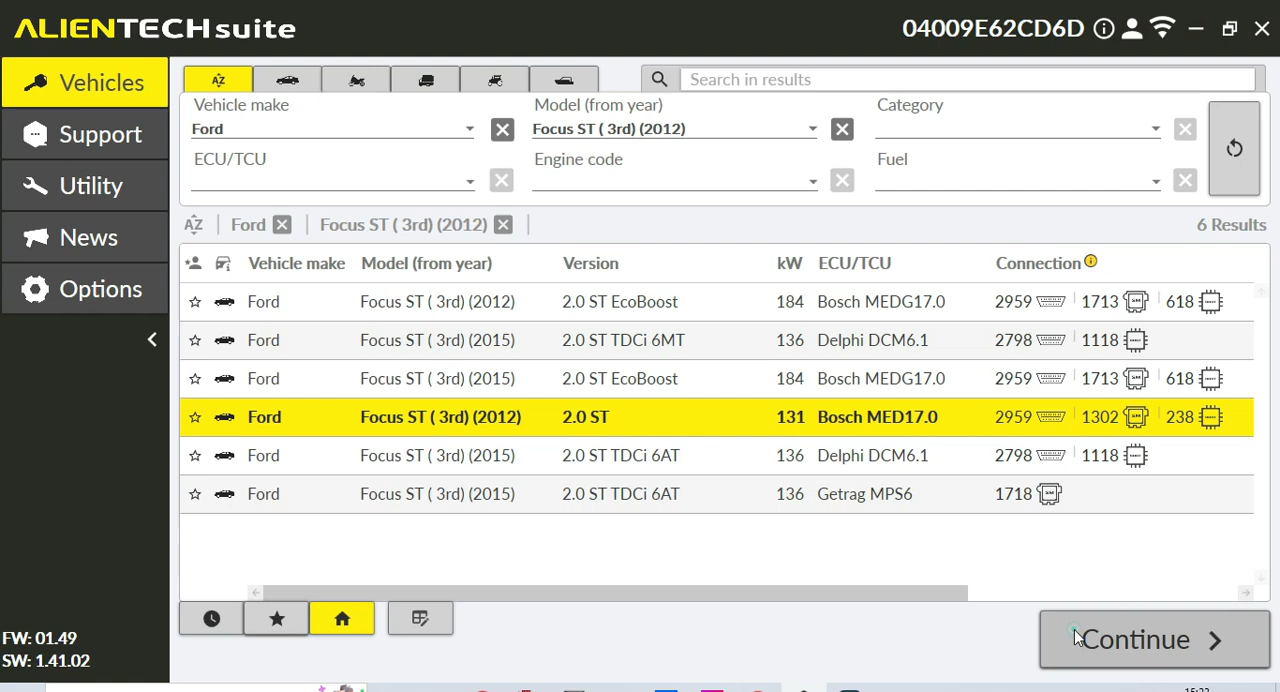 ALIENTECH suite
04009E62CD6D
Vehicles
Support
Utility
News
Options
FW: 01.49
SW: 1.41.02
AZ
Search in results
Vehicle make
Model (from year)
Category
Ford
Focus ST ( 3rd) (2012)
ECU/TCU
Engine code
Fuel
AZ Ford Focus ST ( 3rd) (2012) 6 Results
Vehicle make Model (from year) Version kW ECU/TCU Connection
Ford Focus ST ( 3rd) (2012) 2.0 ST EcoBoost 184 Bosch MEDG17.0 2959 1713 618
Ford Focus ST ( 3rd) (2015) 2.0 ST TDCi 6MT 136 Delphi DCM6.1 2798 1118
Ford Focus ST ( 3rd) (2015) 2.0 ST EcoBoost 184 Bosch MEDG17.0 2959 1713 618
Ford Focus ST ( 3rd) (2012) 2.0 ST 131 Bosch MED17.0 2959 1302 238
Ford Focus ST ( 3rd) (2015) 2.0 ST TDCi 6AT 136 Delphi DCM6.1 2798 1118
Ford Focus ST ( 3rd) (2015) 2.0 ST TDCi 6AT 136 Getrag MPS6 1718
Continue